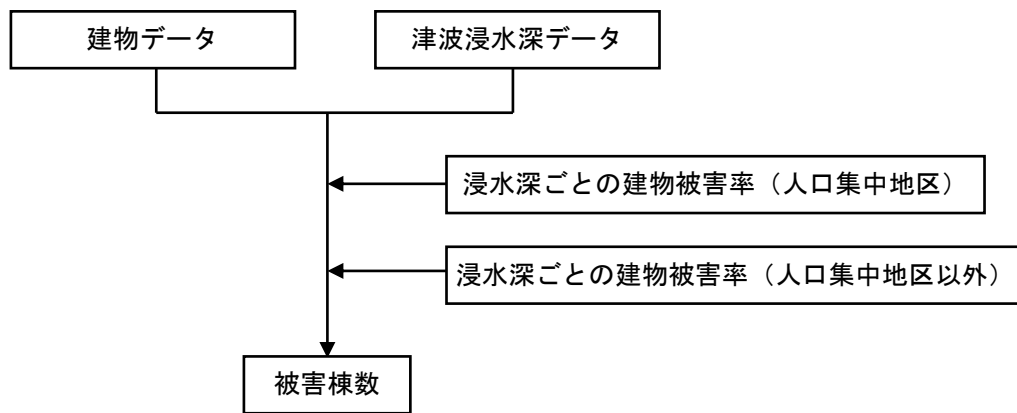 建物データ
津波浸水深データ
浸水深ごとの建物被害率（人口集中地区）
浸水深ごとの建物被害率（人口集中地区以外）
被害棟数